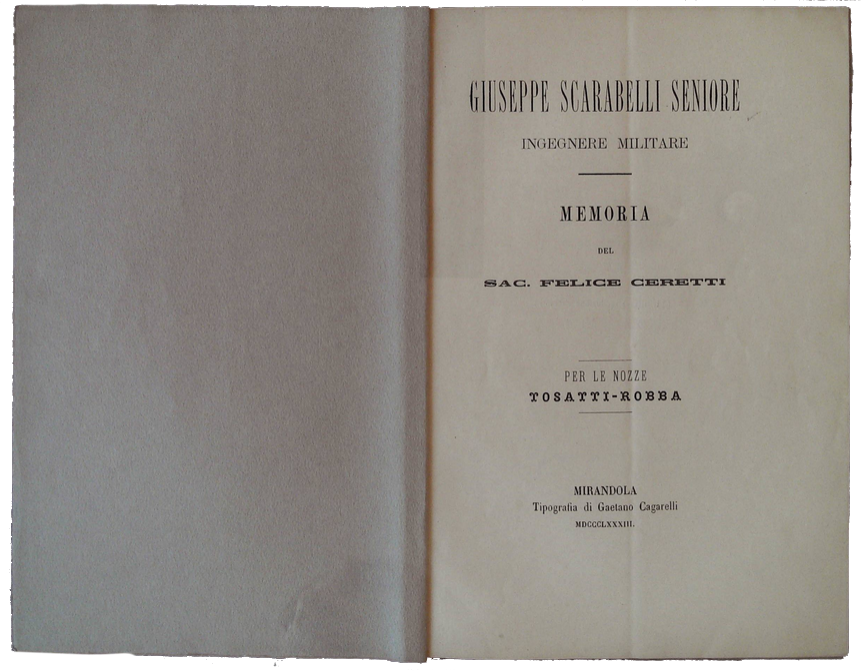 GIUSEPPE SCARABELLI SENIORE
INGEGNERE MILITARE
MEMORIA
DEL
SAC. FELICE CERETTI
PER LE NOZZE
TOSATTI-ROBBA
MIRANDOLA
Tipografia di Gaetano Cagarelli
MDCCCLXXXIII.